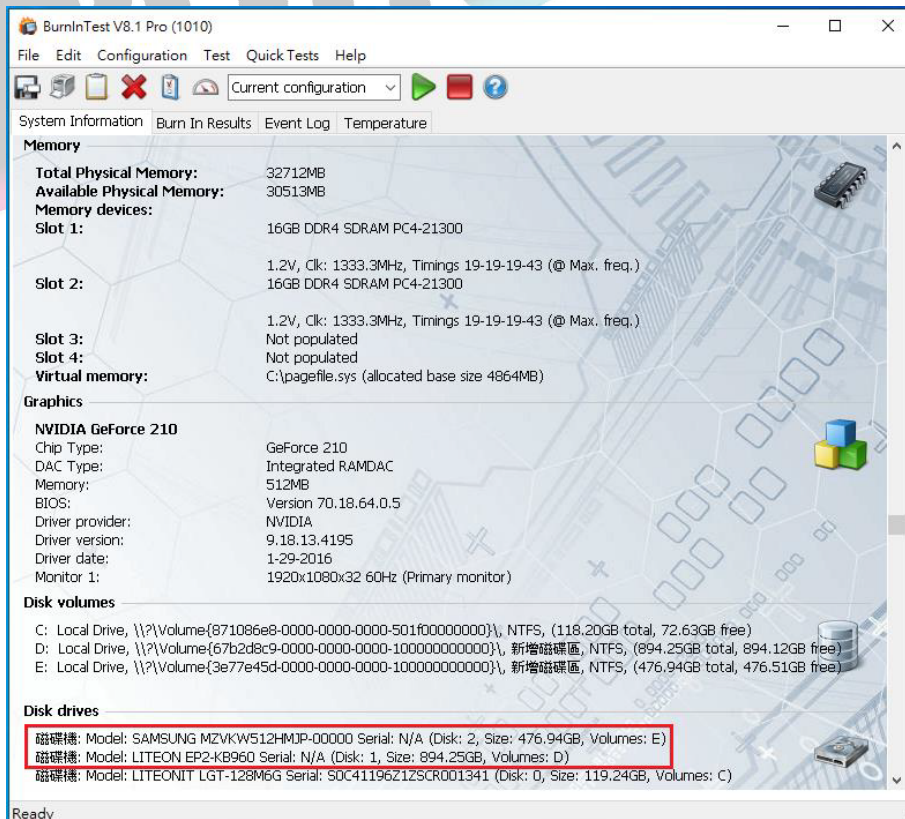 BurnInTest V8.1 Pro (1010)
File Edit Configuration Test Quick Tests Help
Current configuration
System Information Burn In Results Event Log Temperature
Memory
Total Physical Memory: 32712MB
Available Physical Memory: 30513MB
Memory devices:
Slot 1: 16GB DDR4 SDRAM PC4-21300
1.2V, Clk: 1333.3MHz, Timings 19-19-19-43 (@ Max. freq.)
Slot 2: 16GB DDR4 SDRAM PC4-21300
1.2V, Clk: 1333.3MHz, Timings 19-19-19-43 (@ Max. freq.)
Slot 3: Not populated
Slot 4: Not populated
Virtual memory: C:\pagefile.sys (allocated base size 4864MB)
Graphics
NVIDIA GeForce 210
Chip Type: GeForce 210
DAC Type: Integrated RAMDAC
Memory: 512MB
BIOS: Version 70.18.64.0.5
Driver provider: NVIDIA
Driver version: 9.18.13.4195
Driver date: 1-29-2016
Monitor 1: 1920x1080x32 60Hz (Primary monitor)
Disk volumes
C: Local Drive, \\?\Volume{871086e8-0000-0000-0000-501f00000000}\, NTFS, (118.20GB total, 72.63GB free)
D: Local Drive, \\?\Volume{67b2d8c9-0000-0000-0000-100000000000}\, 新增磁碟區, NTFS, (894.25GB total, 894.12GB free)
E: Local Drive, \\?\Volume{3e77e45d-0000-0000-0000-100000000000}\, 新增磁碟區, NTFS, (476.94GB total, 476.51GB free)
Disk drives
磁碟機: Model: SAMSUNG MZVKW512HMJP-00000 Serial: N/A (Disk: 2, Size: 476.94GB, Volumes: E)
磁碟機: Model: LITEON EP2-KB960 Serial: N/A (Disk: 1, Size: 894.25GB, Volumes: D)
磁碟機: Model: LITEONIT LGT-128M6G Serial: S0C41196Z1ZSCR001341 (Disk: 0, Size: 119.24GB, Volumes: C)
Ready